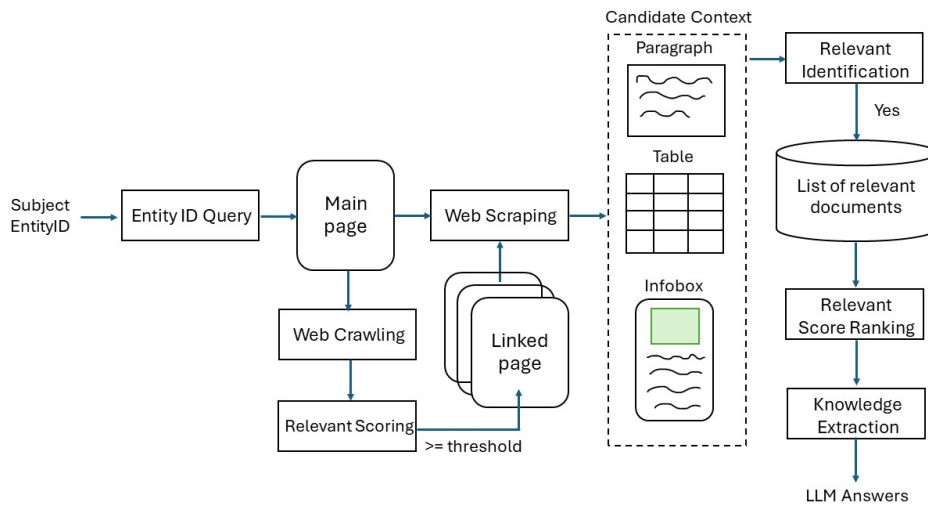 Subject
EntityID
Entity ID Query
Main
page
Web Crawling
Relevant Scoring
>= threshold
Linked
page
Web Scraping
Candidate Context
Paragraph
Table
Infobox
Relevant
Identification
Yes
List of relevant
documents
Relevant
Score Ranking
Knowledge
Extraction
LLM Answers